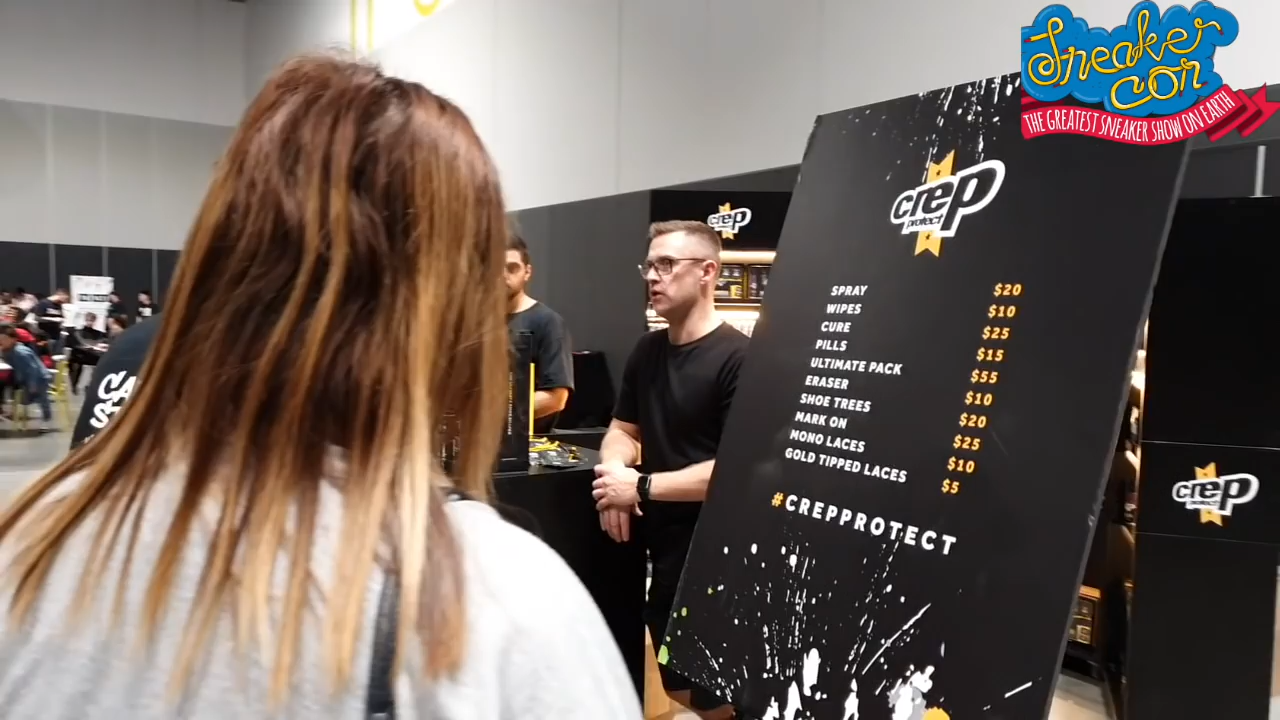 Sneaker
con
THE GREATEST SNEAKER SHOW ON EARTH
crep
protect
crep
protect
SPRAY $20
WIPES $10
CURE $25
PILLS $15
ULTIMATE PACK $55
ERASER $10
SHOE TREES $20
MARK ON $25
MONO LACES $10
GOLD TIPPED LACES $5
#CREPPROTECT
crep
protect